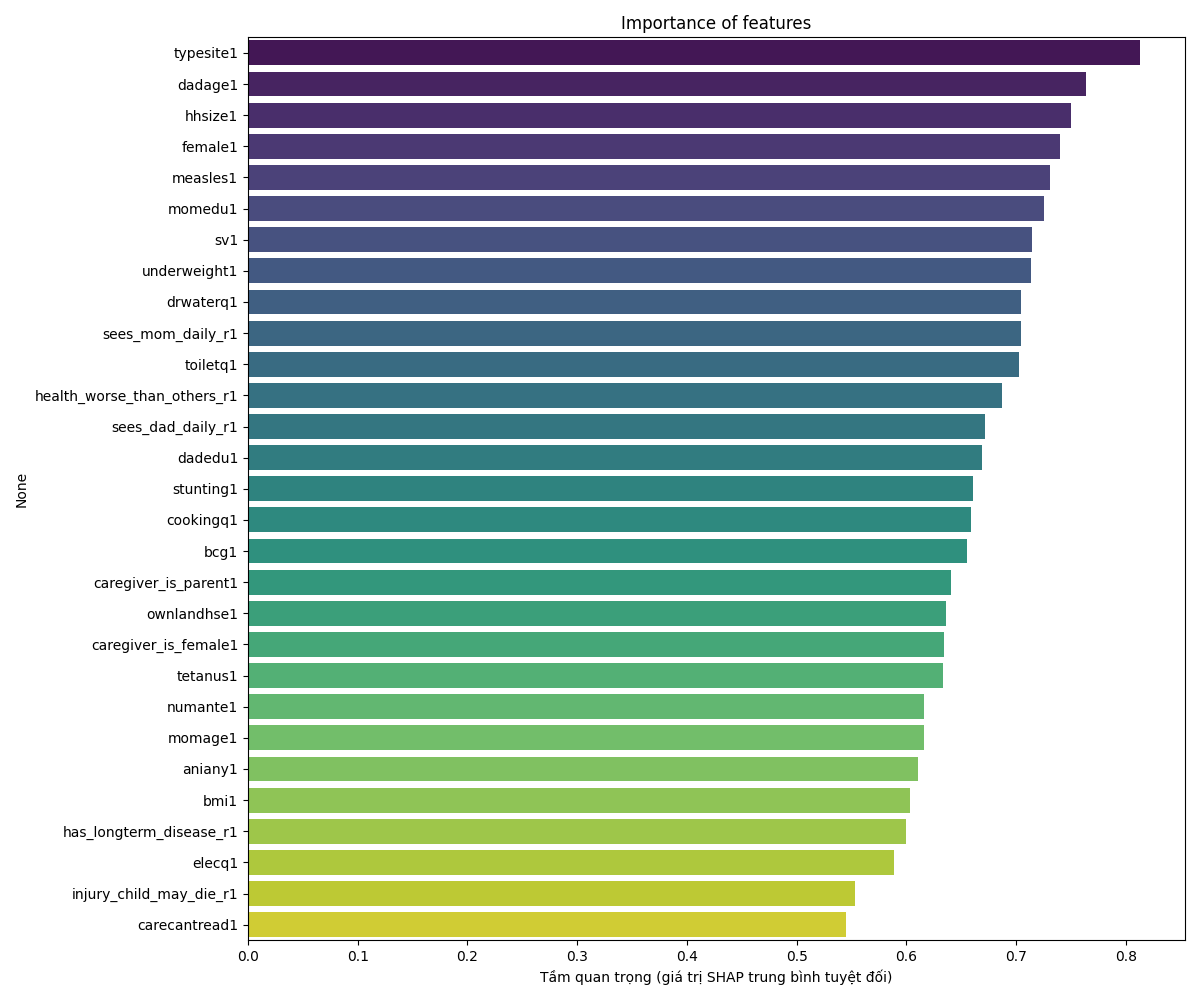 Importance of features
typesite1
dadage1
hhsize1
female1
measles1
momedu1
sv1
underweight1
drwaterq1
sees_mom_daily_r1
toiletq1
health_worse_than_others_r1
sees_dad_daily_r1
dadedu1
stunting1
cookingq1
bcg1
caregiver_is_parent1
ownlandhse1
caregiver_is_female1
tetanus1
numante1
momage1
aniany1
bmi1
has_longterm_disease_r1
elecq1
injury_child_may_die_r1
carecantread1
None
0.0 0.1 0.2 0.3 0.4 0.5 0.6 0.7 0.8
Tầm quan trọng (giá trị SHAP trung bình tuyệt đối)